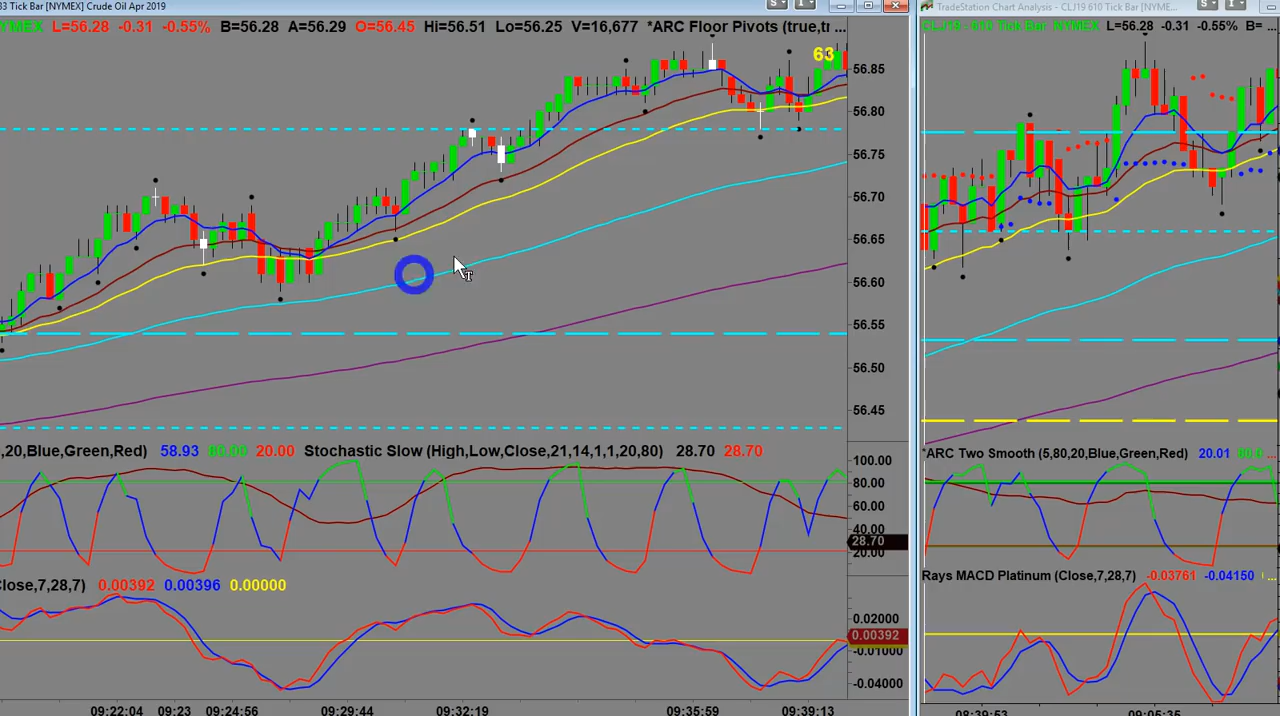 33 Tick Bar [NYMEX] Crude Oil Apr 2019
NYMEX L=56.28 -0.31 -0.55% B=56.28 A=56.29 O=56.45 Hi=56.51 Lo=56.25 V=16,677 *ARC Floor Pivots (true,tr
63
56.85
56.80
56.75
56.70
56.65
56.60
56.55
56.50
56.45
,20,Blue,Green,Red) 58.93 80.00 20.00 Stochastic Slow (High,Low,Close,21,14,1,1,20,80) 28.70 28.70
100.00
80.00
60.00
40.00
28.70
20.00
Close,7,28,7) 0.00392 0.00396 0.00000
0.02000
0.00392
-0.01000
-0.04000
09:22:04 09:23 09:24:56 09:29:44 09:32:19 09:35:59 09:39:13
TradeStation Chart Analysis - CLJ19 610 Tick Bar [NYME...
S I
CLJ19 - 610 Tick Bar NYMEX L=56.28 -0.31 -0.55% B= ...
*ARC Two Smooth (5,80,20,Blue,Green,Red) 20.01 80.0 ...
Rays MACD Platinum (Close,7,28,7) -0.03761 -0.04150 ...
08:39:53 09:05:35